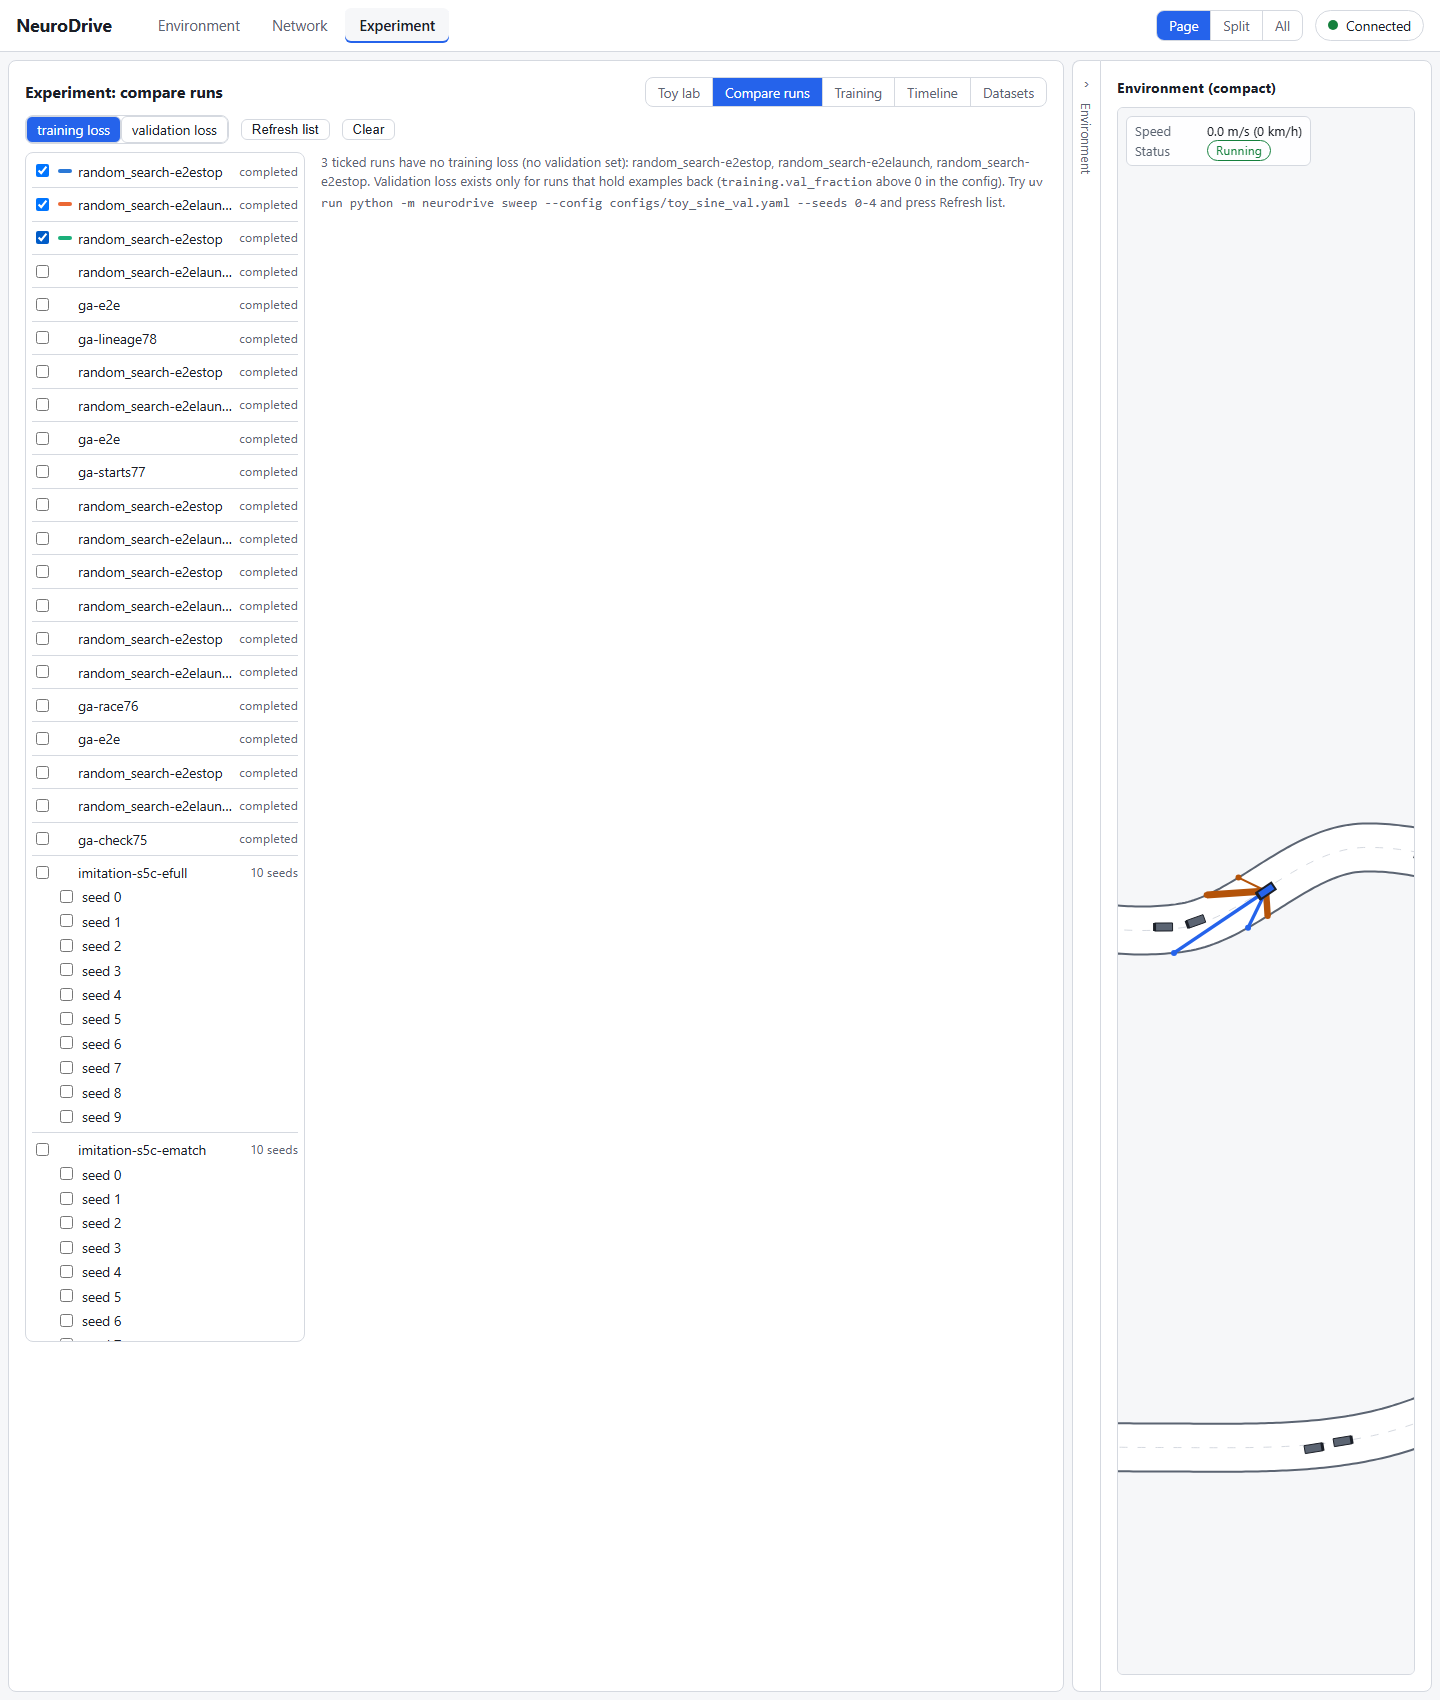 NeuroDrive Environment Network Experiment Page Split All Connected
Experiment: compare runs
Toy lab Compare runs Training Timeline Datasets
training loss validation loss Refresh list Clear
random_search-e2estop completed
random_search-e2elaun... completed
random_search-e2estop completed
random_search-e2elaun... completed
ga-e2e completed
ga-lineage78 completed
random_search-e2estop completed
random_search-e2elaun... completed
ga-e2e completed
ga-starts77 completed
random_search-e2estop completed
random_search-e2elaun... completed
random_search-e2estop completed
random_search-e2elaun... completed
random_search-e2estop completed
random_search-e2elaun... completed
ga-race76 completed
ga-e2e completed
random_search-e2estop completed
random_search-e2elaun... completed
ga-check75 completed
imitation-s5c-efull 10 seeds
seed 0
seed 1
seed 2
seed 3
seed 4
seed 5
seed 6
seed 7
seed 8
seed 9
imitation-s5c-ematch 10 seeds
seed 0
seed 1
seed 2
seed 3
seed 4
seed 5
seed 6
3 ticked runs have no training loss (no validation set): random_search-e2estop, random_search-e2elaunch, random_search-
e2estop. Validation loss exists only for runs that hold examples back (training.val_fraction above 0 in the config). Try uv
run python -m neurodrive sweep --config configs/toy_sine_val.yaml --seeds 0-4 and press Refresh list.
› Environment
Environment (compact)
Speed 0.0 m/s (0 km/h)
Status Running